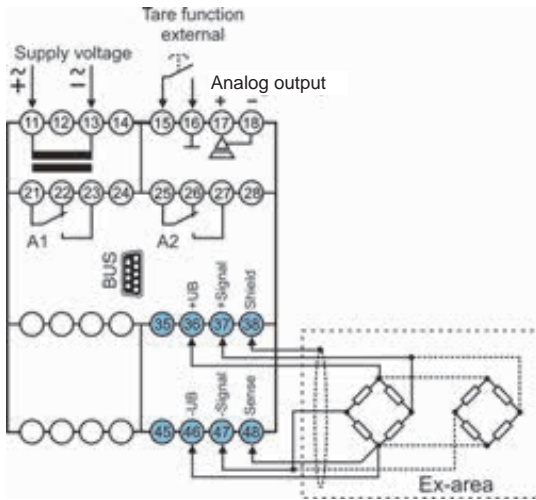 Tare function
external
Supply voltage
Analog output
+ ~ − ~ + −
11 12 13 14 15 16 17 18
21 22 23 24 25 26 27 28
A1 A2
BUS
+UB +Signal Shield
35 36 37 38
-UB -Signal Sense
45 46 47 48
Ex-area